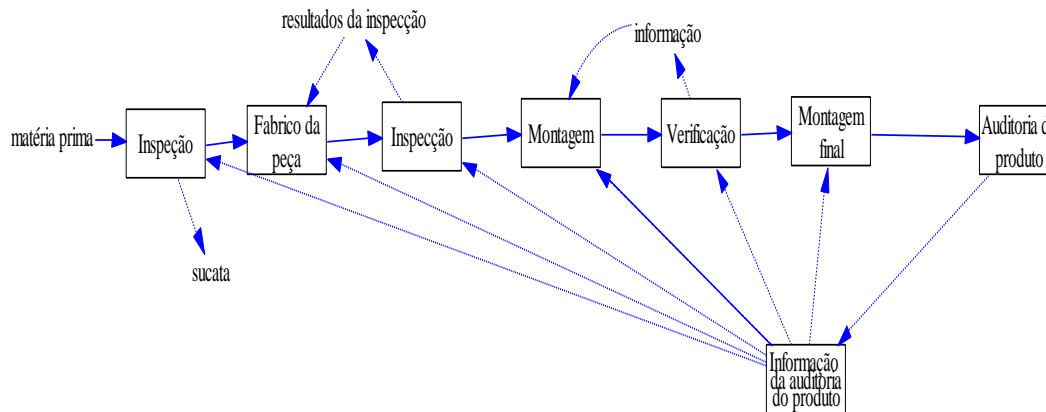 resultados da inspecção
informação
matéria prima
Inspeção
Fabrico da
peça
Inspecção
Montagem
Verificação
Montagem
final
Auditoria d
produto
sucata
Informação
da auditoria
do produto